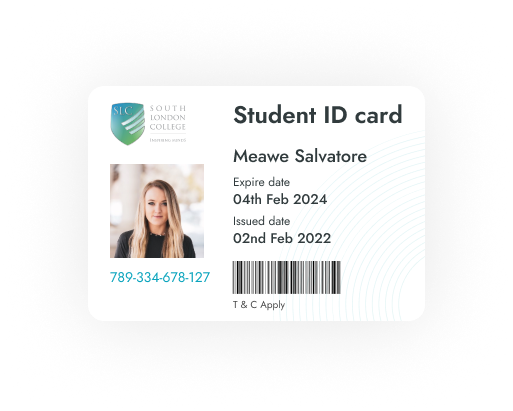 SLC
SOUTH
LONDON
COLLEGE
789-334-678-127
Student ID card
Meawe Salvatore
Expire date
04th Feb 2024
Issued date
02nd Feb 2022
T & C Apply